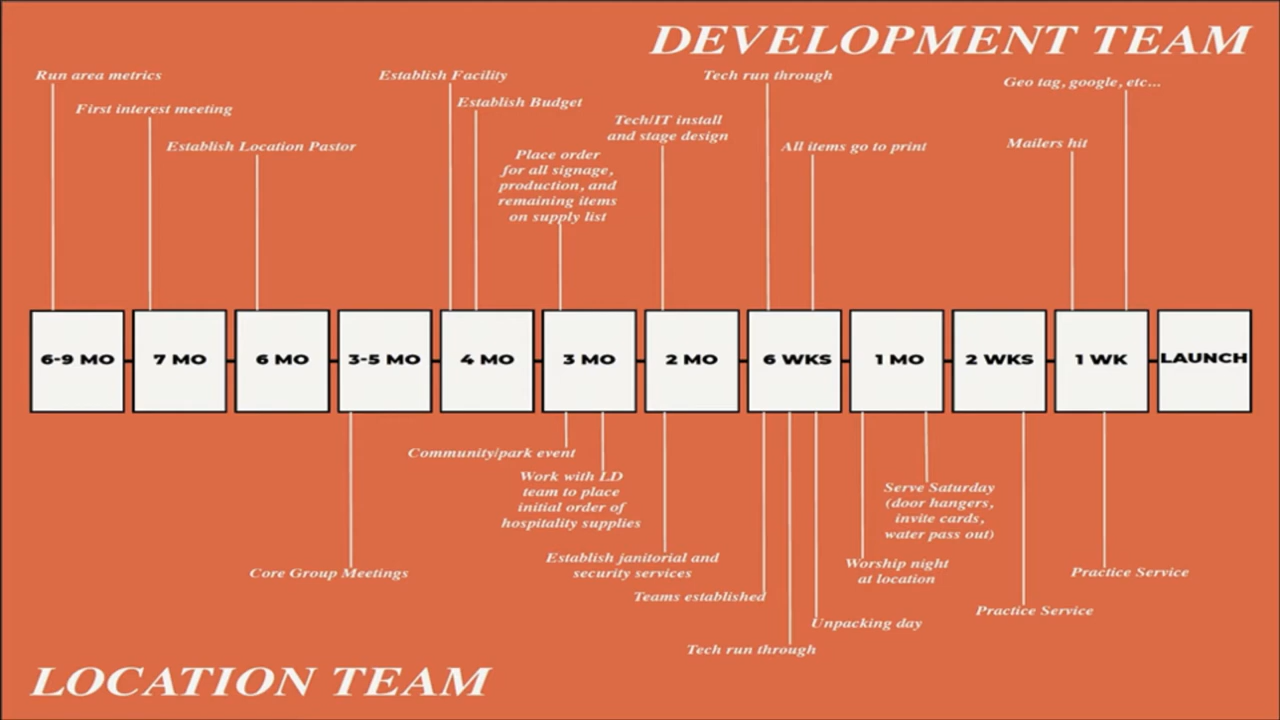 DEVELOPMENT TEAM
Run area metrics
First interest meeting
Establish Location Pastor
Establish Facility
Establish Budget
Place order
for all signage,
production, and
remaining items
on supply list
Tech/IT install
and stage design
Tech run through
All items go to print
Geo tag, google, etc...
Mailers hit
6-9 MO
7 MO
6 MO
3-5 MO
4 MO
3 MO
2 MO
6 WKS
1 MO
2 WKS
1 WK
LAUNCH
Core Group Meetings
Community/park event
Work with LD
team to place
initial order of
hospitality supplies
Establish janitorial and
security services
Teams established
Tech run through
Unpacking day
Worship night
at location
Serve Saturday
(door hangers,
invite cards,
water pass out)
Practice Service
Practice Service
LOCATION TEAM